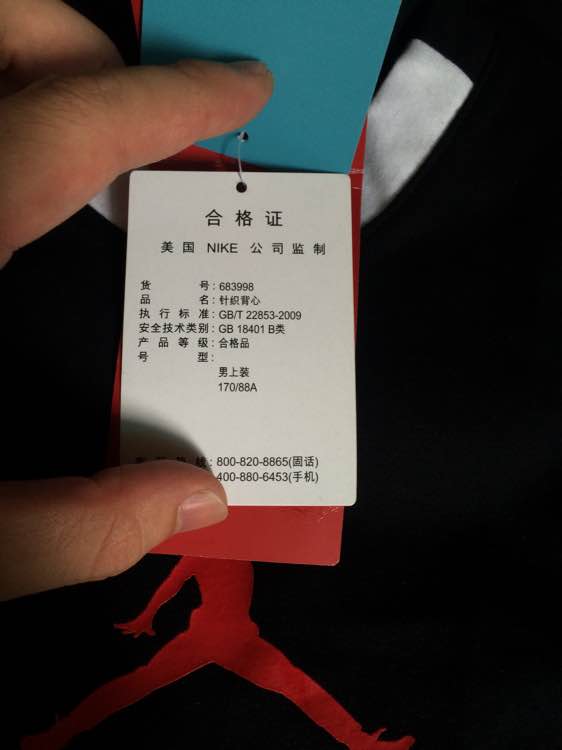 合格证
美国 NIKE 公司监制
货号:683998
品名:针织背心
执行标准:GB/T 22853-2009
安全技术类别:GB 18401 B类
产品等级:合格品
号型:
男上装
170/88A
线:800-820-8865(固话)
400-880-6453(手机)